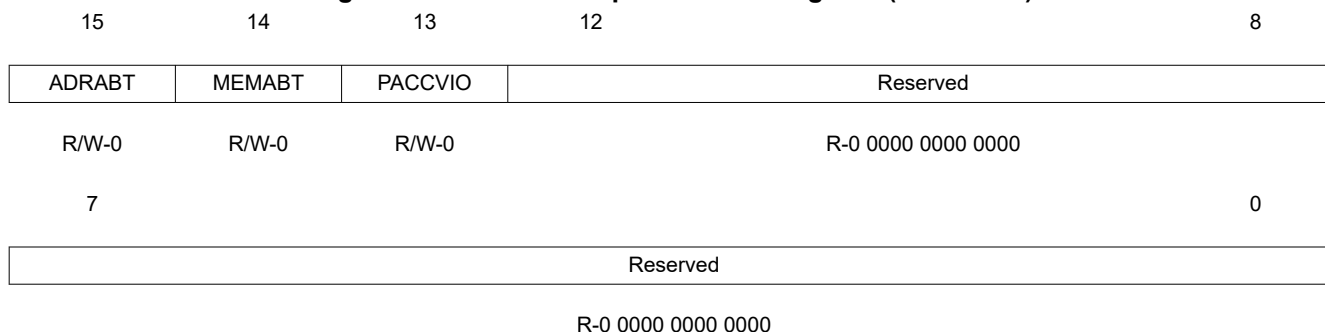 15 14 13 12 8
ADRABT MEMABT PACCVIO Reserved
R/W-0 R/W-0 R/W-0 R-0 0000 0000 0000
7 0
Reserved
R-0 0000 0000 0000